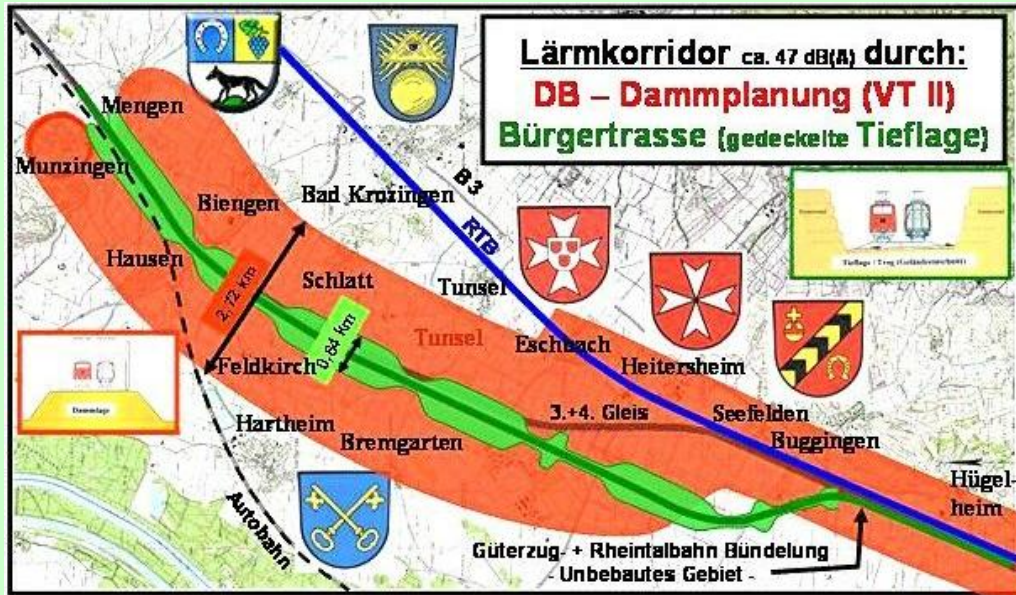 Lärmkorridor ca. 47 dB(A) durch:
DB – Dammplanung (VT II)
Bürgertrasse (gedeckelte Tieflage)
Mengen
Munzingen
Biengen
Bad Krozingen
B3
RTB
Hausen
Schlatt
Tunsel
2,72 km
0,84 km
Tunsel
Eschbach
Heitersheim
Feldkirch
Dammlage
Hartheim
Bremgarten
3.+4. Gleis
Seefelden
Buggingen
Hügel-
heim
Autobahn
Güterzug- + Rheintalbahn Bündelung
- Unbebautes Gebiet -